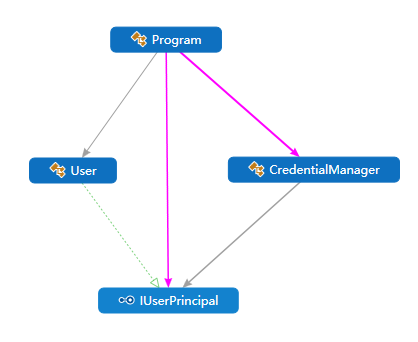 Program
User
CredentialManager
IUserPrincipal